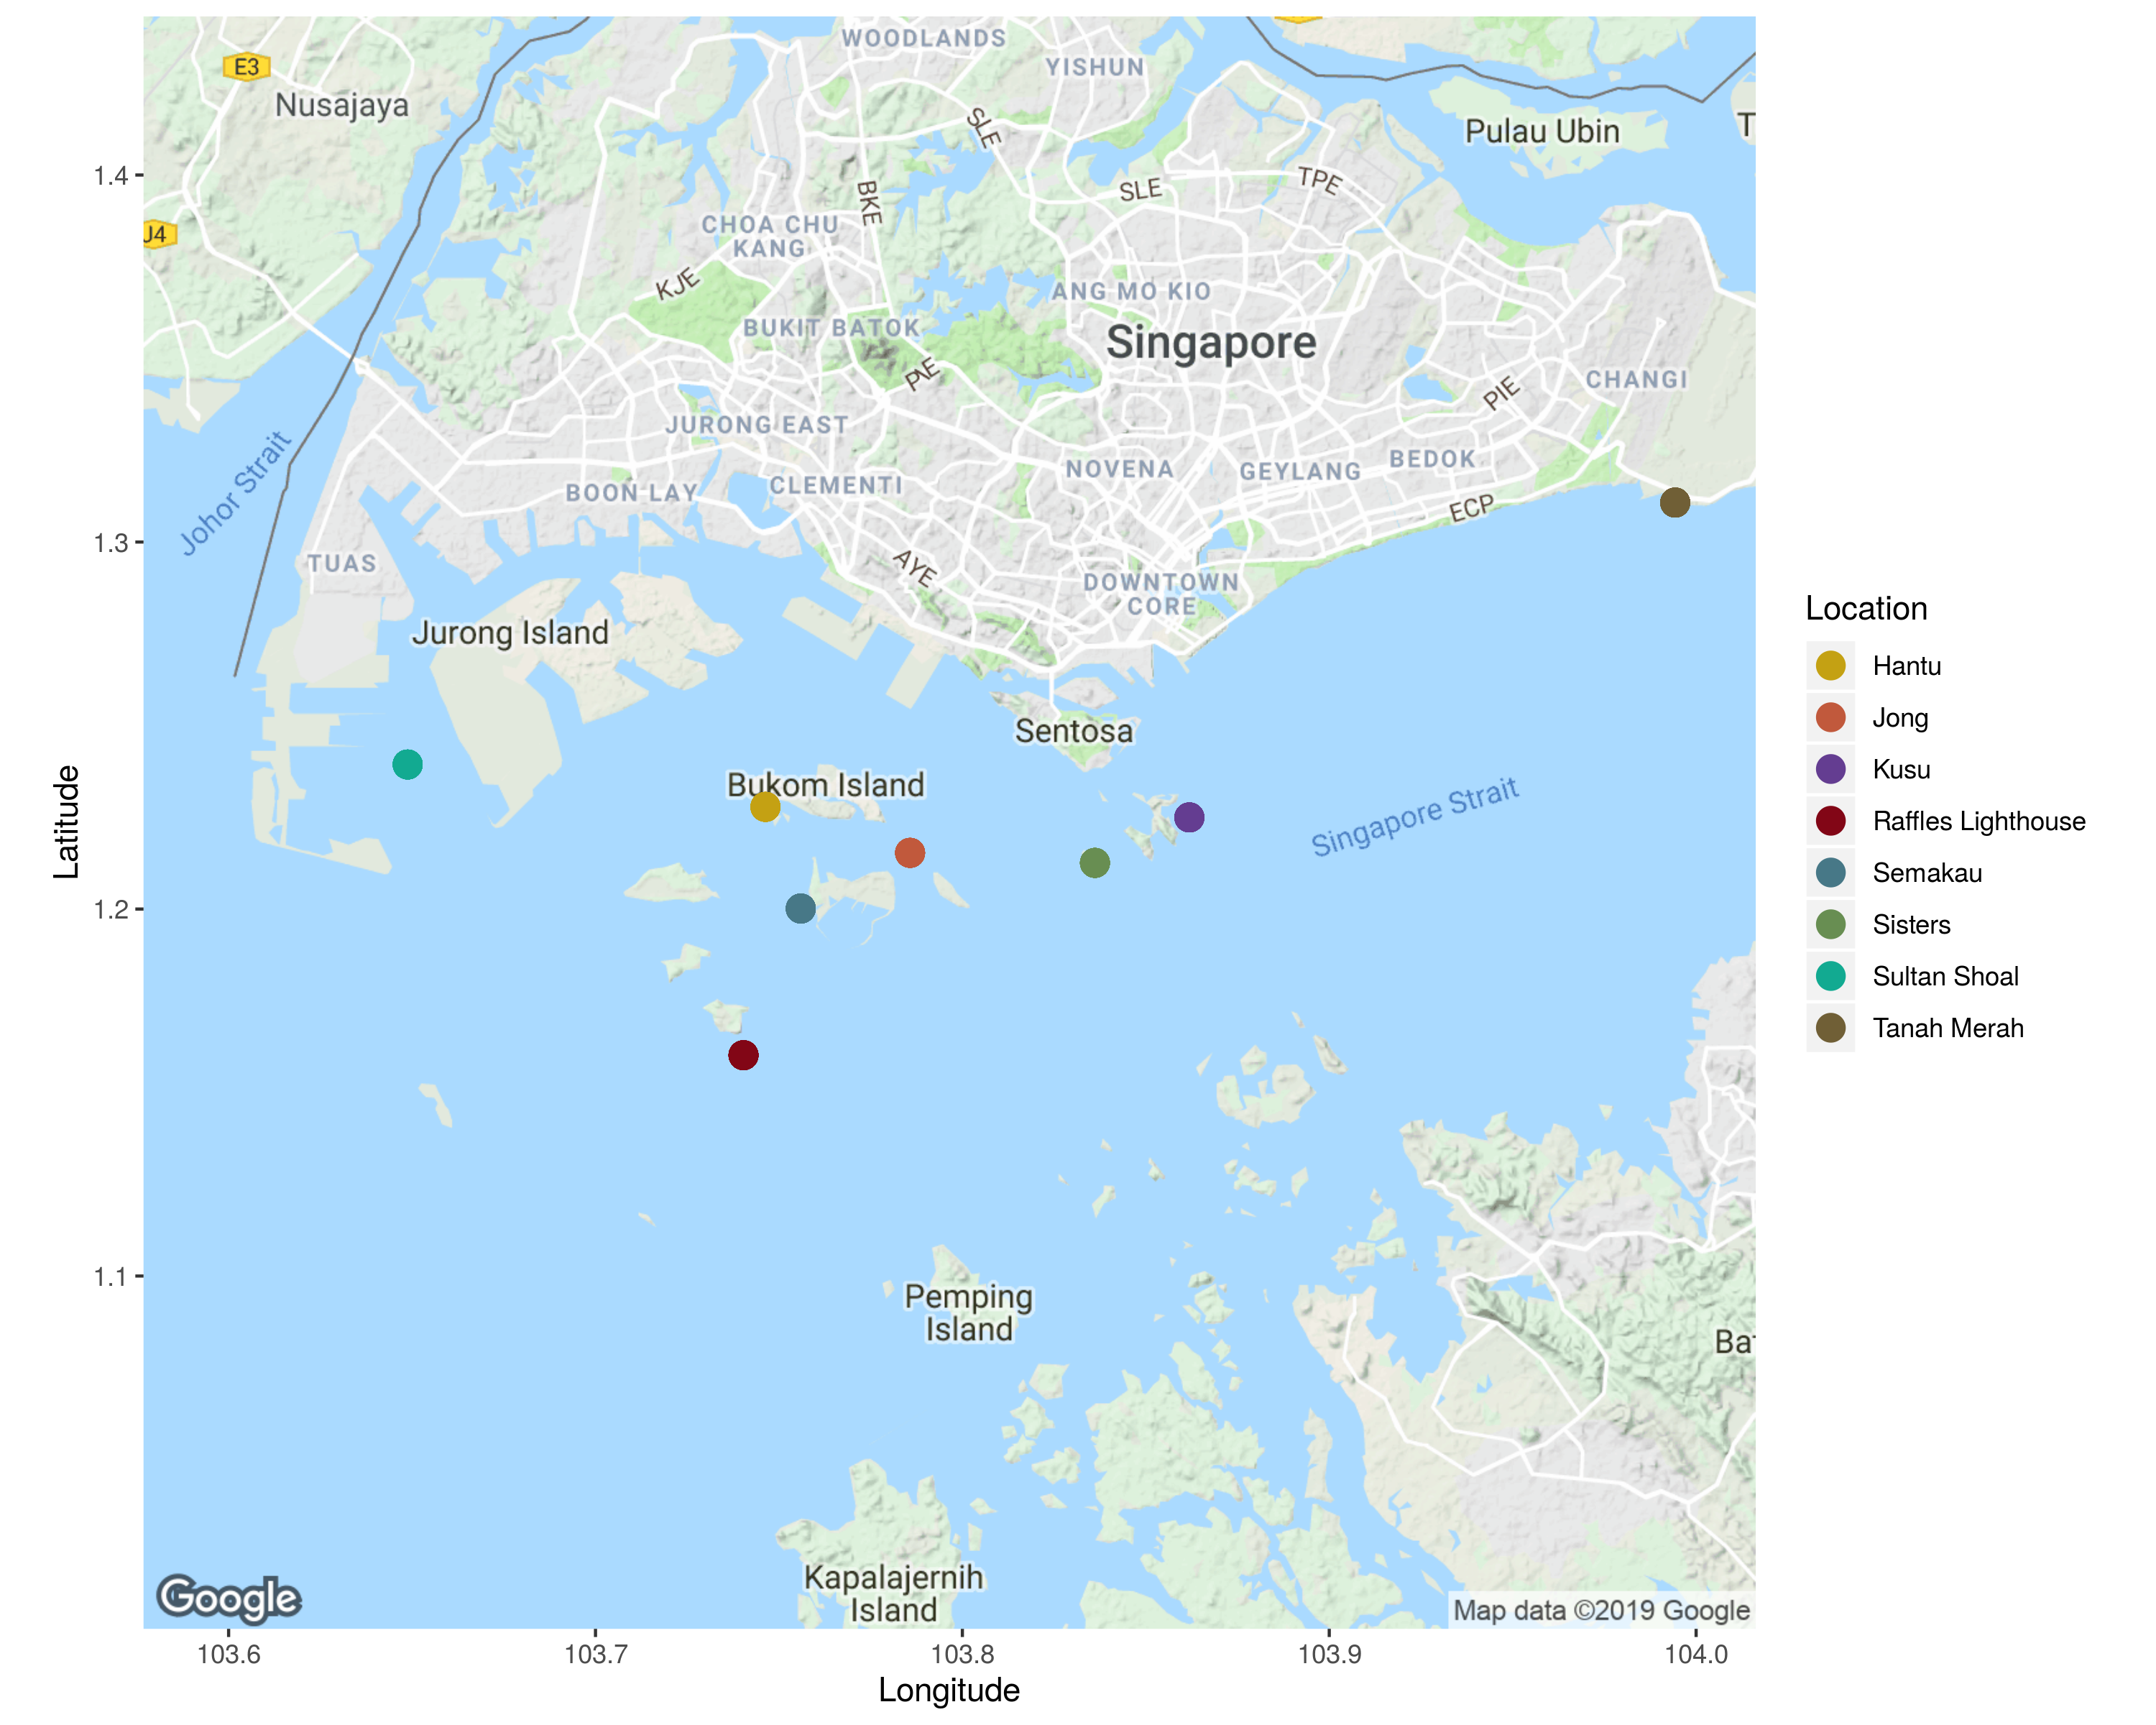 WOODLANDS
YISHUN
E3
Nusajaya
SLE
Pulau Ubin
T
1.4
BKE
SLE
TPE
J4
CHOA CHU
KANG
KJE
ANG MO KIO
BUKIT BATOK
Singapore
PIE
CHANGI
PIE
JURONG EAST
Johor Strait
NOVENA
GEYLANG
BEDOK
BOON LAY
CLEMENTI
ECP
1.3
TUAS
AYE
DOWNTOWN
CORE
Jurong Island
Sentosa
Bukom Island
Singapore Strait
Latitude
1.2
1.1
Pemping
Island
Bat
Kapalajernih
Island
Google
Map data ©2019 Google
103.6
103.7
103.8
103.9
104.0
Longitude
Location
Hantu
Jong
Kusu
Raffles Lighthouse
Semakau
Sisters
Sultan Shoal
Tanah Merah